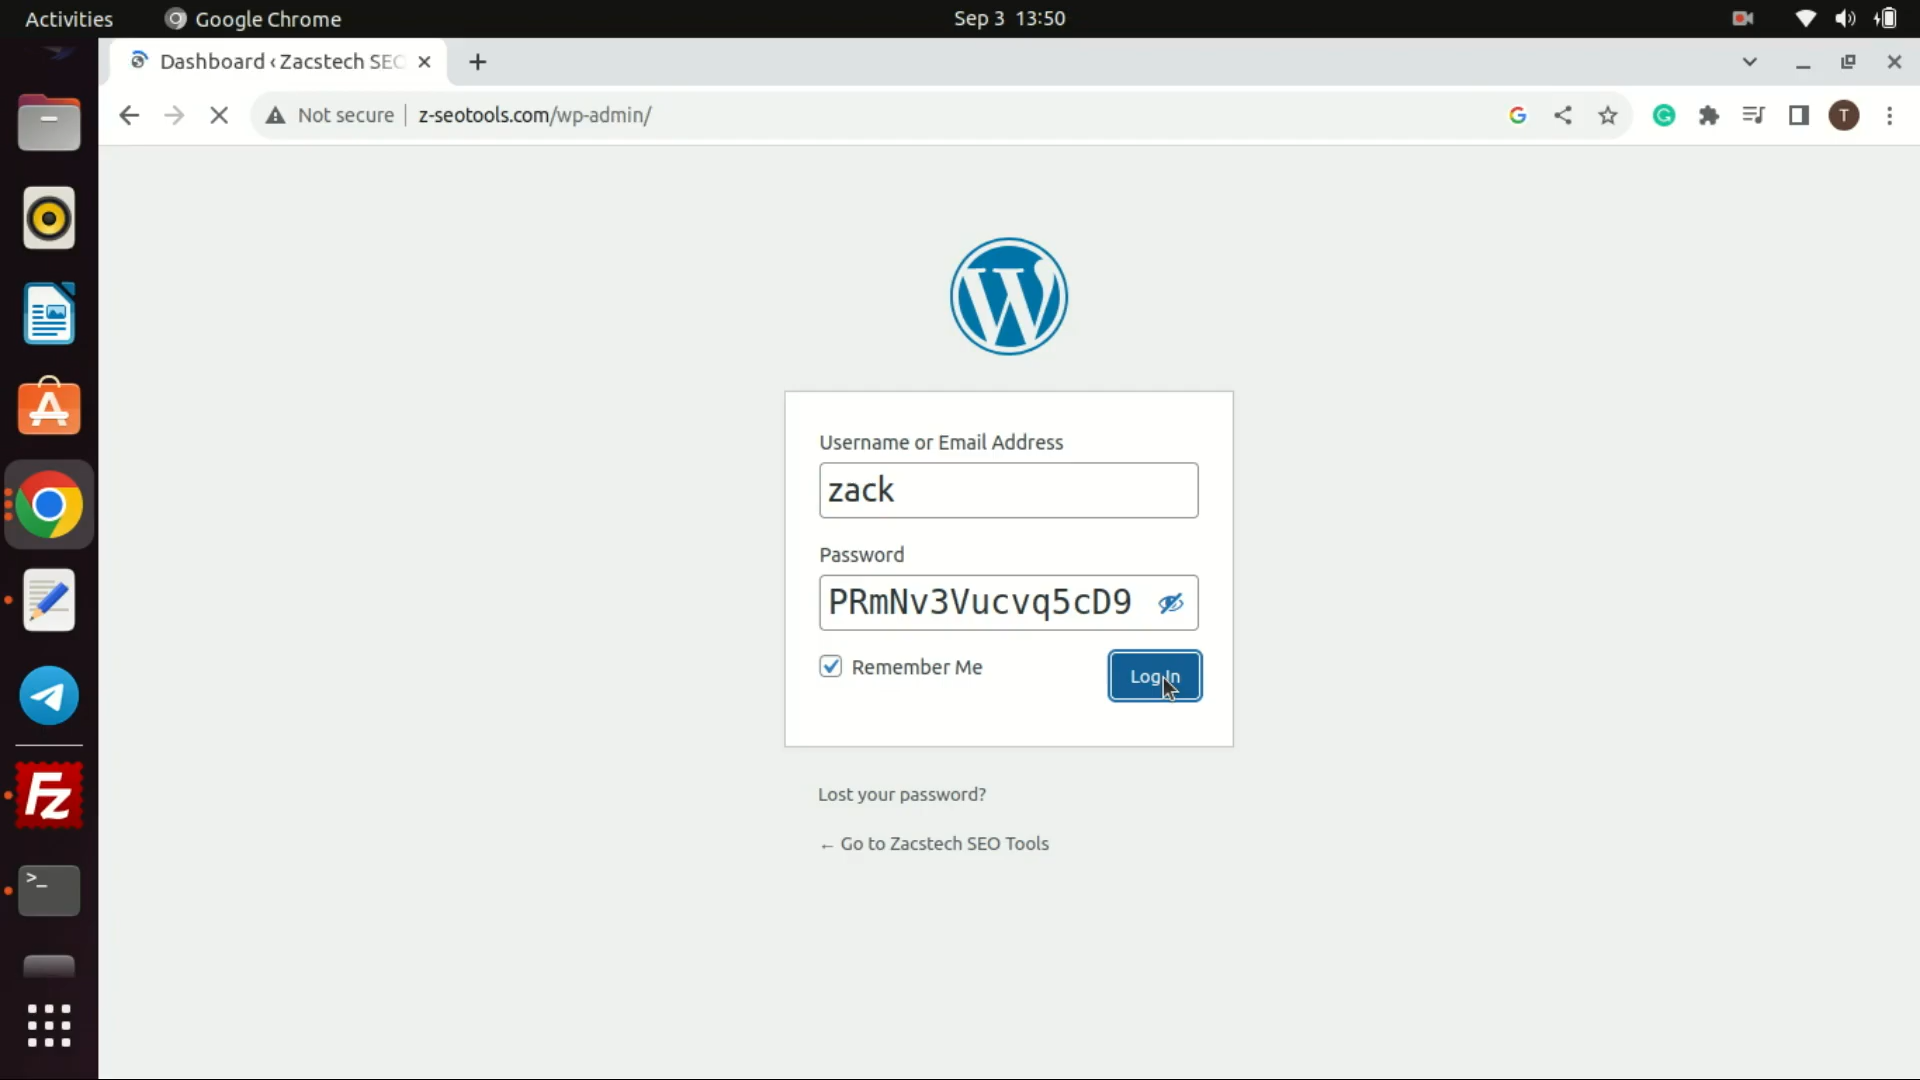 Activities
Google Chrome
Sep 3 13:50
Dashboard ‹ Zacstech SEO
Not secure
z-seotools.com/wp-admin/
T
Username or Email Address
zack
Password
PRmNv3Vucvq5cD9
Remember Me
Log In
Lost your password?
← Go to Zacstech SEO Tools